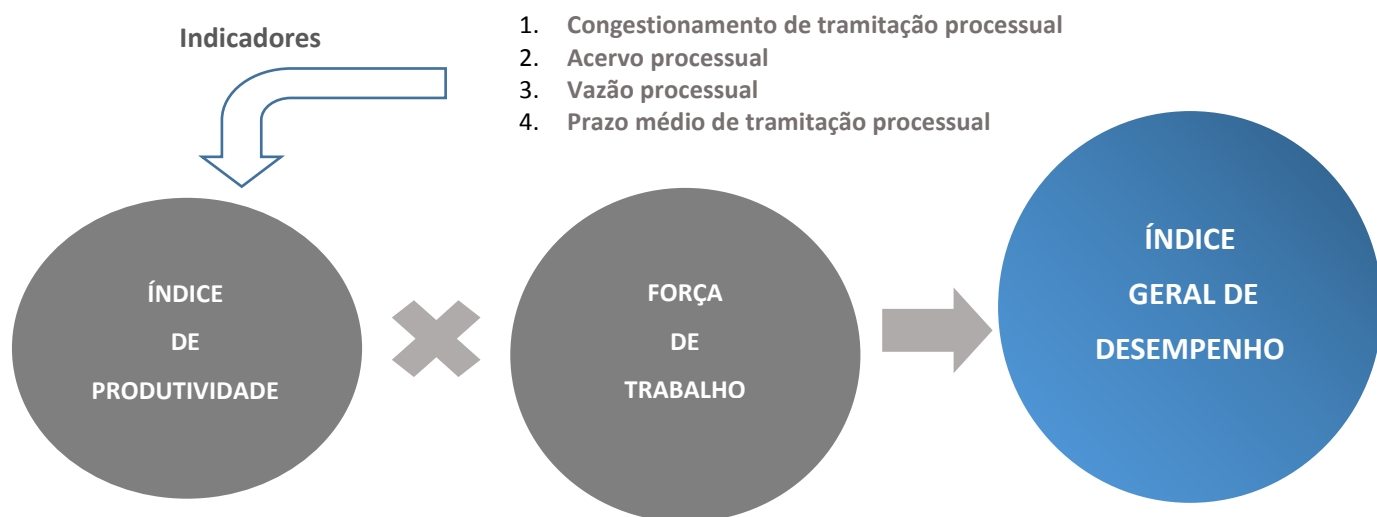 Indicadores
1. Congestionamento de tramitação processual
2. Acervo processual
3. Vazão processual
4. Prazo médio de tramitação processual
ÍNDICE
DE
PRODUTIVIDADE
FORÇA
DE
TRABALHO
ÍNDICE
GERAL DE
DESEMPENHO